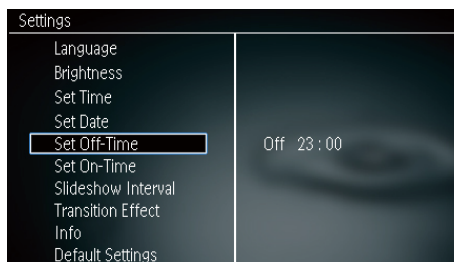 Settings
Language
Brightness
Set Time
Set Date
Set Off-Time
Off 23 : 00
Set On-Time
Slideshow Interval
Transition Effect
Info
Default Settings